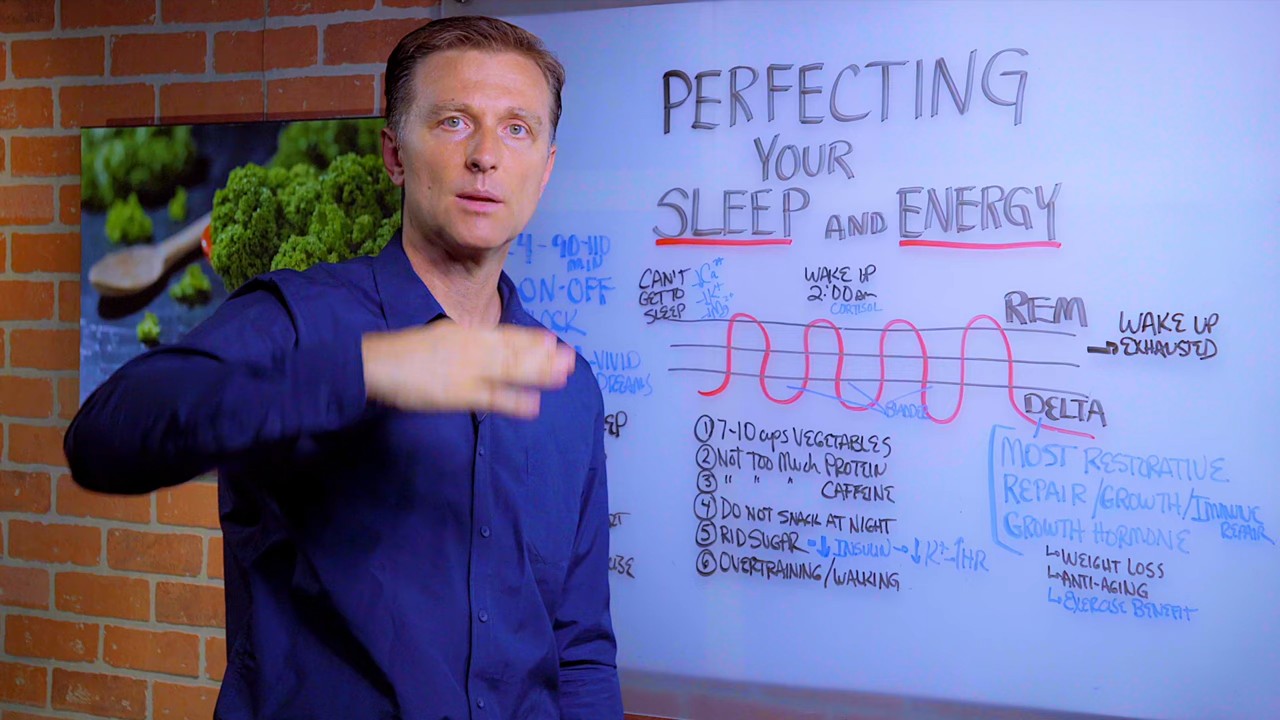 PERFECTING
YOUR
SLEEP AND ENERGY
4-90-110
MIN
ON-OFF
CAN'T
GET TO
SLEEP
WAKE UP
2:00am
CORTISOL
REM
WAKE UP
EXHAUSTED
-VIVID
DREAMS
BLADDER
DELTA
① 7-10 cups VEGETABLES
② NOT TOO MUCH PROTEIN
③ " " " CAFFEINE
④ DO NOT SNACK AT NIGHT
⑤ RID SUGAR → ↓ INSULIN → ↓ K⁺ → ↑ HR
⑥ OVERTRAINING/WALKING
MOST RESTORATIVE
REPAIR/GROWTH/IMMUNE
REPAIR
GROWTH HORMONE
↳ WEIGHT LOSS
↳ ANTI-AGING
↳ EXERCISE BENEFIT